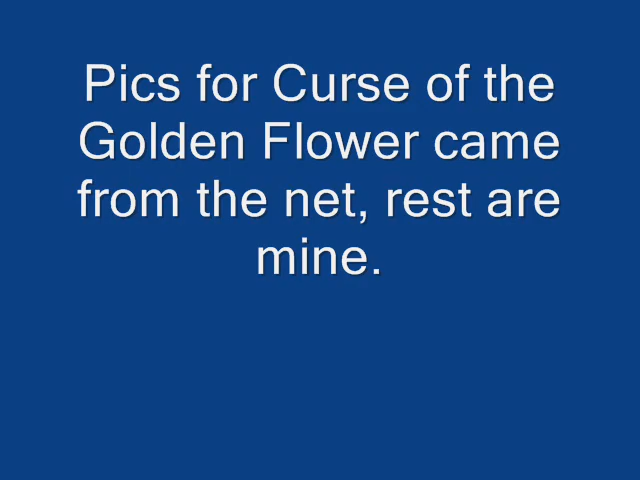 Pics for Curse of the
Golden Flower came
from the net, rest are
mine.